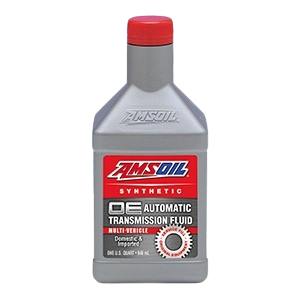 AMSOIL
AMSOIL
SYNTHETIC
OE AUTOMATIC
TRANSMISSION FLUID
MULTI-VEHICLE
Domestic &
Imported
ONE U.S. QUART • 946 mL